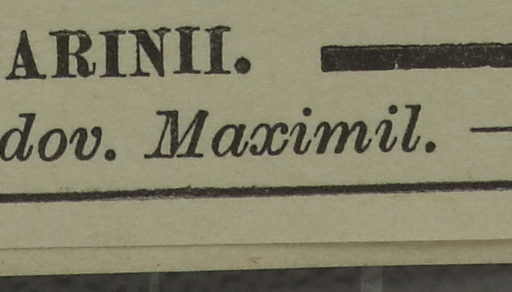 ARINII.
dov. Maximil. —